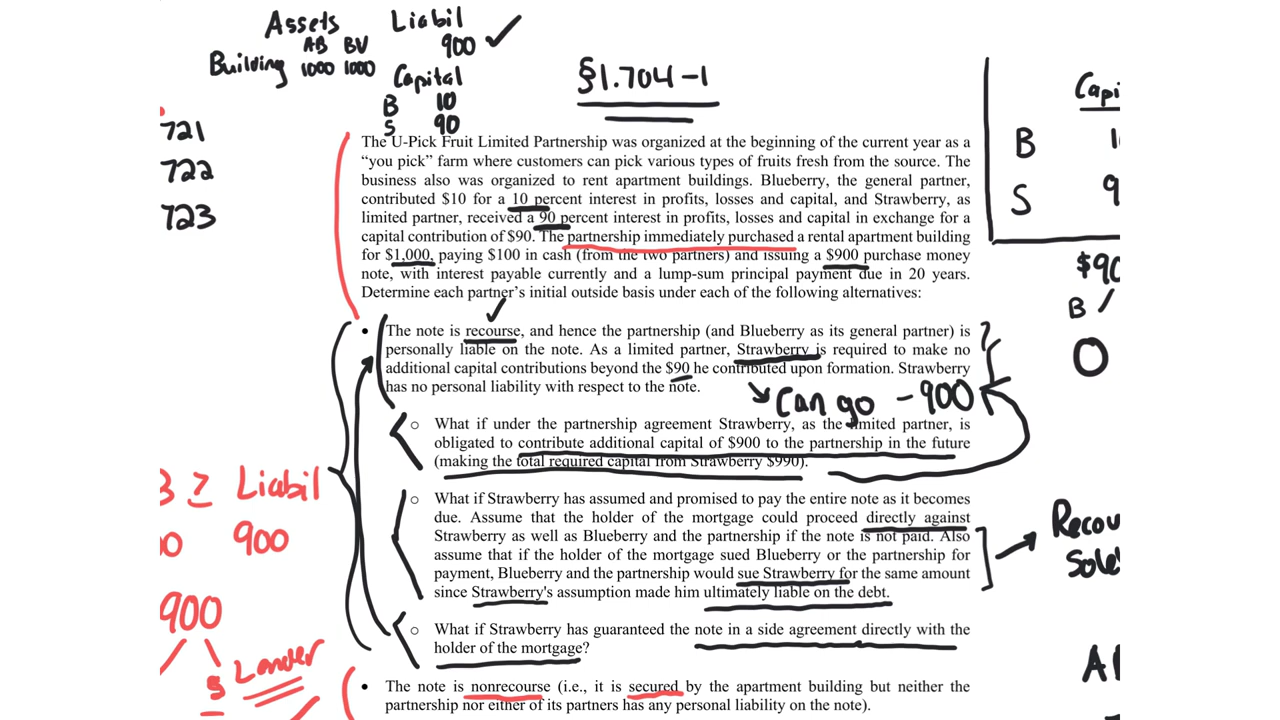 Assets
Liabil
AB BV
900 ✓
Building 1000 1000
Capital
B 10
S 90
§1.704-1
721
722
723
The U-Pick Fruit Limited Partnership was organized at the beginning of the current year as a
“you pick” farm where customers can pick various types of fruits fresh from the source. The
business also was organized to rent apartment buildings. Blueberry, the general partner,
contributed $10 for a 10 percent interest in profits, losses and capital, and Strawberry, as
limited partner, received a 90 percent interest in profits, losses and capital in exchange for a
capital contribution of $90. The partnership immediately purchased a rental apartment building
for $1,000, paying $100 in cash (from the two partners) and issuing a $900 purchase money
note, with interest payable currently and a lump-sum principal payment due in 20 years.
Determine each partner’s initial outside basis under each of the following alternatives:
• The note is recourse, and hence the partnership (and Blueberry as its general partner) is
personally liable on the note. As a limited partner, Strawberry is required to make no
additional capital contributions beyond the $90 he contributed upon formation. Strawberry
has no personal liability with respect to the note.
Can go -900
○ What if under the partnership agreement Strawberry, as the limited partner, is
obligated to contribute additional capital of $900 to the partnership in the future
(making the total required capital from Strawberry $990).
○ What if Strawberry has assumed and promised to pay the entire note as it becomes
due. Assume that the holder of the mortgage could proceed directly against
Strawberry as well as Blueberry and the partnership if the note is not paid. Also
assume that if the holder of the mortgage sued Blueberry or the partnership for
payment, Blueberry and the partnership would sue Strawberry for the same amount
since Strawberry's assumption made him ultimately liable on the debt.
○ What if Strawberry has guaranteed the note in a side agreement directly with the
holder of the mortgage?
• The note is nonrecourse (i.e., it is secured by the apartment building but neither the
partnership nor either of its partners has any personal liability on the note).
≥ Liabil
900
900
S
Lender
Capi
B 1
S 9
$90
B /
0
Recou
Sole